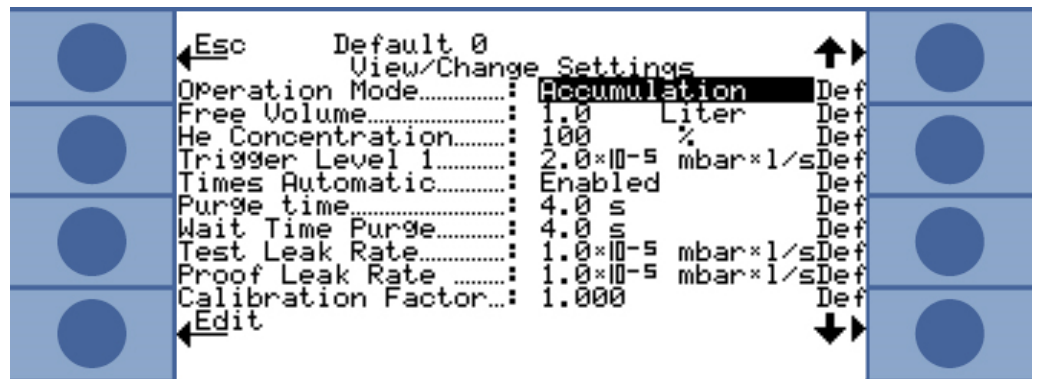 Esc Default 0
View/Change Settings
Operation Mode..............: Accumulation Def
Free Volume......................: 1.0 Liter Def
He Concentration.........: 100 % Def
Trigger Level 1..........: 2.0×10⁻⁵ mbar×l/s Def
Times Automatic............: Enabled Def
Purge time.........................: 4.0 s Def
Wait Time Purge...........: 4.0 s Def
Test Leak Rate.............: 1.0×10⁻⁵ mbar×l/s Def
Proof Leak Rate ........: 1.0×10⁻⁵ mbar×l/s Def
Calibration Factor...: 1.000 Def
Edit